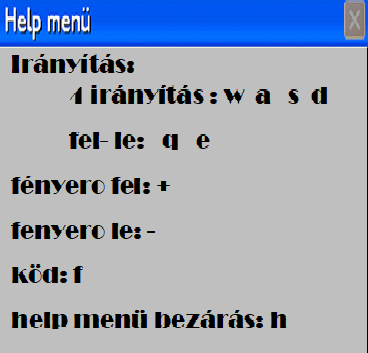 Help menü X
Irányítás:
4 irányítás : w a s d
fel- le: q e
fényero fel: +
fenyero le: -
köd: f
help menü bezárás: h